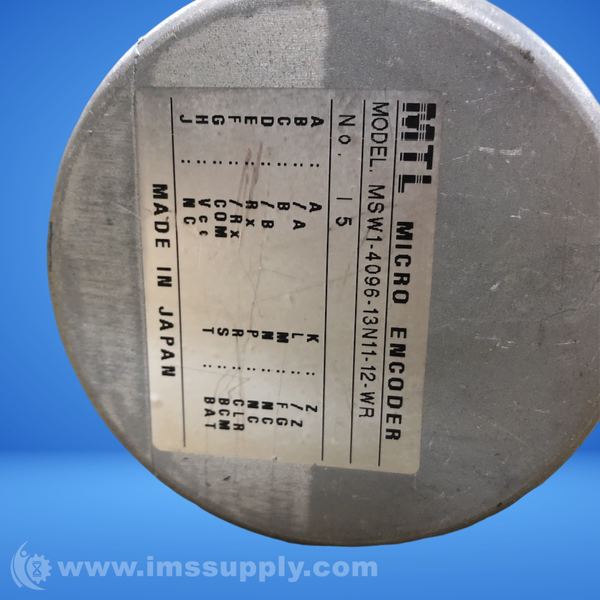 MTL MICRO ENCODER
MODEL. MSW1-4096-13N11-12-WR
No. 15
A : A K : Z
B : /A L : /Z
C : B M : FG
D : /B N : NC
E : Rx P : NC
F : /Rx R : CLR
G : COM S : BCM
H : Vcc T : BAT
J : NC
MADE IN JAPAN
www.imssupply.com